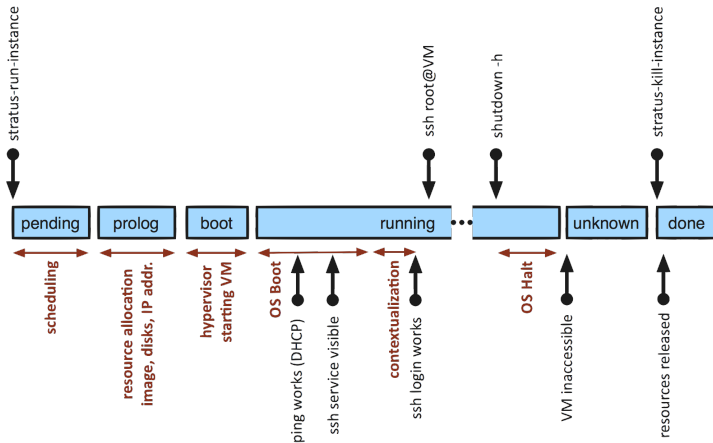 stratus-run-instance
ssh root@VM
shutdown -h
stratus-kill-instance
pending
prolog
boot
running
unknown
done
scheduling
resource allocation
image, disks, IP addr.
hypervisor
starting VM
OS Boot
ping works (DHCP)
ssh service visible
contextualization
ssh login works
OS Halt
VM inaccessible
resources released